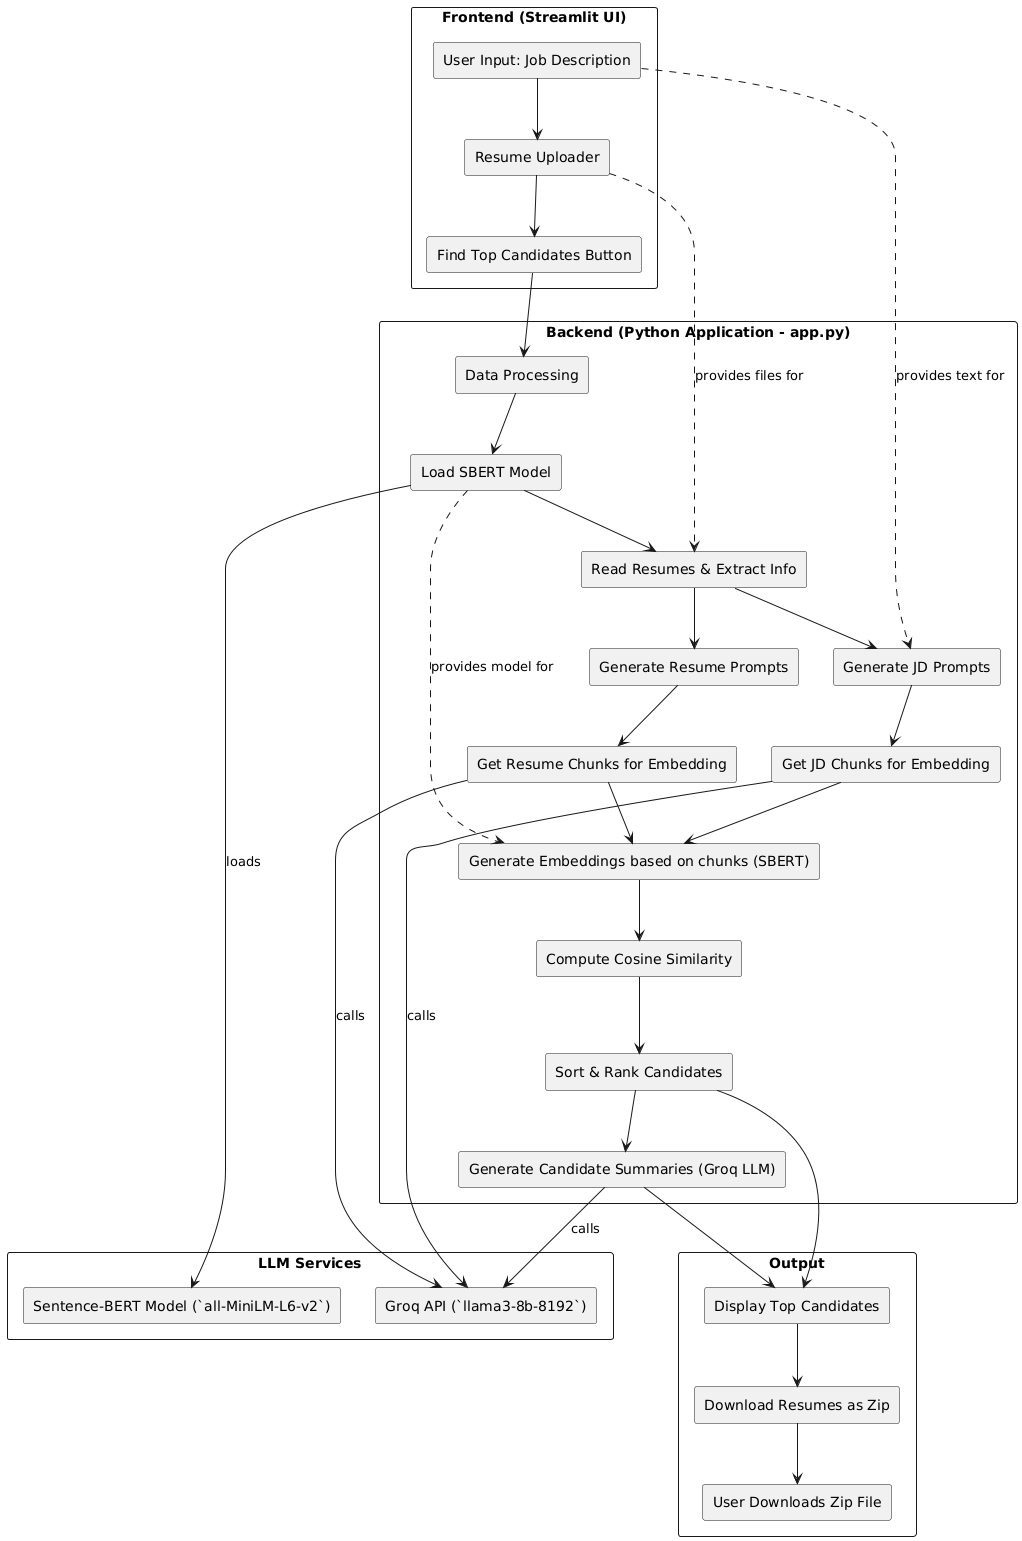 Frontend (Streamlit UI)
User Input: Job Description
Resume Uploader
Find Top Candidates Button
Backend (Python Application - app.py)
Data Processing
provides files for
provides text for
Load SBERT Model
Read Resumes & Extract Info
provides model for
Generate Resume Prompts
Generate JD Prompts
Get Resume Chunks for Embedding
Get JD Chunks for Embedding
loads
Generate Embeddings based on chunks (SBERT)
Compute Cosine Similarity
calls
calls
Sort & Rank Candidates
Generate Candidate Summaries (Groq LLM)
calls
LLM Services
Sentence-BERT Model (`all-MiniLM-L6-v2`)
Groq API (`llama3-8b-8192`)
Output
Display Top Candidates
Download Resumes as Zip
User Downloads Zip File